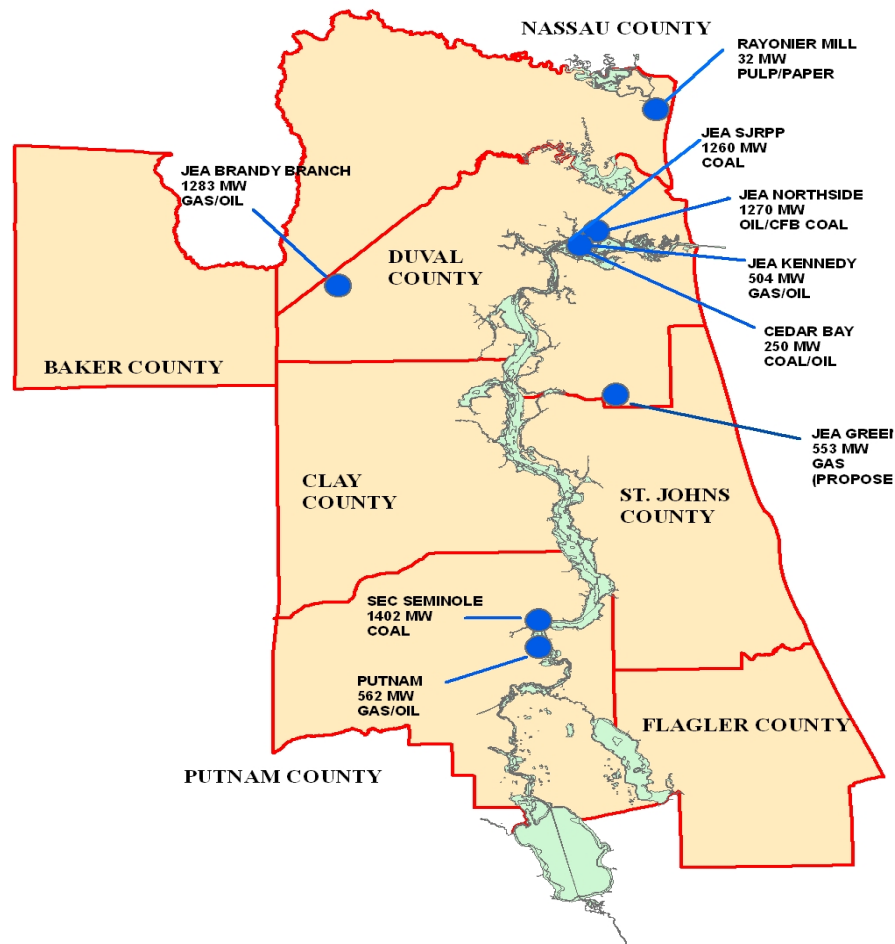 NASSAU COUNTY
RAYONIER MILL
32 MW
PULP/PAPER
JEA SJRPP
1260 MW
COAL
JEA BRANDY BRANCH
1283 MW
GAS/OIL
JEA NORTHSIDE
1270 MW
OIL/CFB COAL
DUVAL
COUNTY
JEA KENNEDY
504 MW
GAS/OIL
CEDAR BAY
250 MW
COAL/OIL
BAKER COUNTY
JEA GREEN
553 MW
GAS
(PROPOSE
CLAY
COUNTY
ST. JOHNS
COUNTY
SEC SEMINOLE
1402 MW
COAL
PUTNAM
562 MW
GAS/OIL
FLAGLER COUNTY
PUTNAM COUNTY